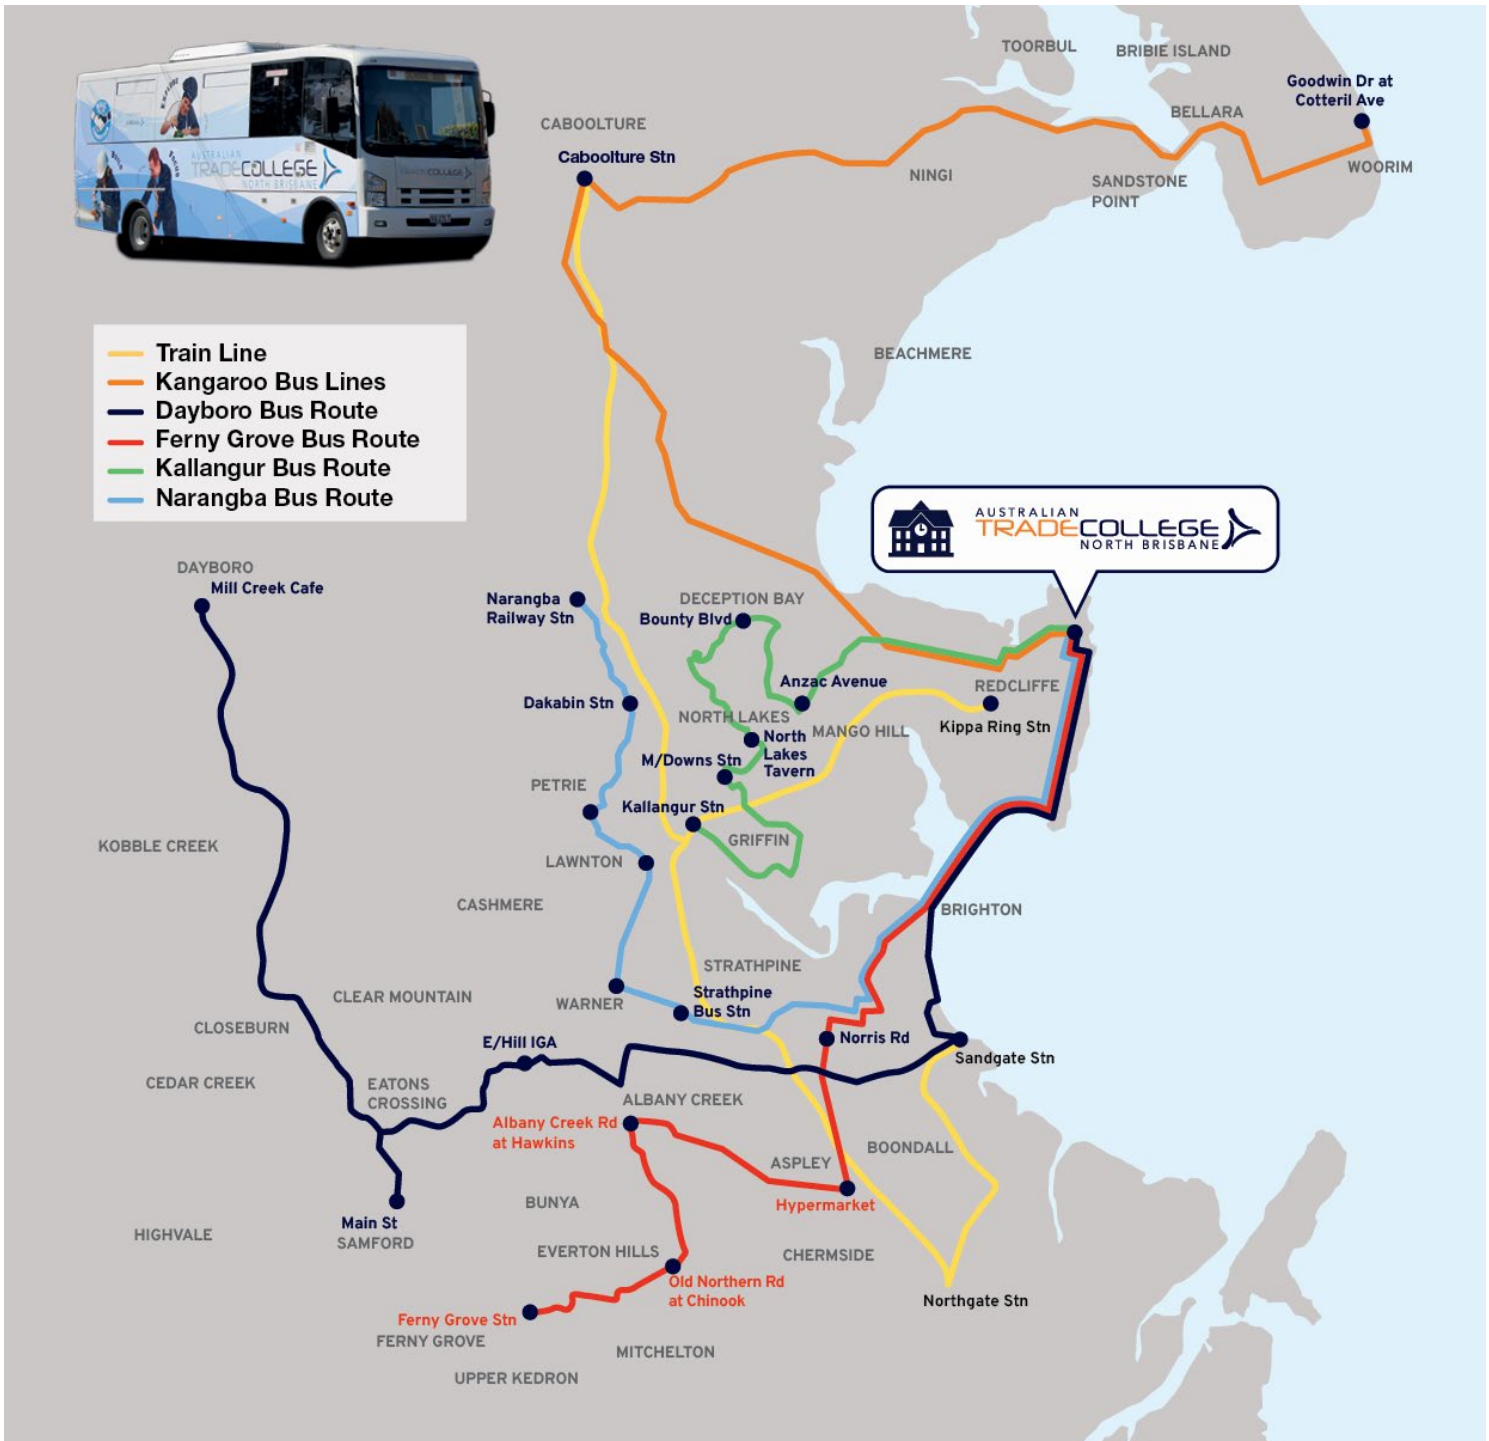 TOORBUL
BRIBIE ISLAND
Goodwin Dr at
Cotteril Ave
BELLARA
WOORIM
SANDSTONE
POINT
NINGI
CABOOLTURE
Caboolture Stn
EXPLORE
BUILD
FOCUS
AUSTRALIAN
TRADECOLLEGE
NORTH BRISBANE
TRADECOLLEGE
BEACHMERE
Train Line
Kangaroo Bus Lines
Dayboro Bus Route
Ferny Grove Bus Route
Kallangur Bus Route
Narangba Bus Route
AUSTRALIAN
TRADECOLLEGE
NORTH BRISBANE
DAYBORO
Mill Creek Cafe
Narangba
Railway Stn
DECEPTION BAY
Bounty Blvd
Anzac Avenue
REDCLIFFE
Kippa Ring Stn
Dakabin Stn
NORTH LAKES
MANGO HILL
North
Lakes
Tavern
M/Downs Stn
PETRIE
Kallangur Stn
GRIFFIN
KOBBLE CREEK
LAWNTON
CASHMERE
BRIGHTON
STRATHPINE
Strathpine
Bus Stn
CLEAR MOUNTAIN
WARNER
CLOSEBURN
E/Hill IGA
Norris Rd
Sandgate Stn
CEDAR CREEK
EATONS
CROSSING
ALBANY CREEK
Albany Creek Rd
at Hawkins
BOONDALL
ASPLEY
Hypermarket
BUNYA
Main St
SAMFORD
HIGHVALE
EVERTON HILLS
CHERMSIDE
Old Northern Rd
at Chinook
Northgate Stn
Ferny Grove Stn
FERNY GROVE
MITCHELTON
UPPER KEDRON